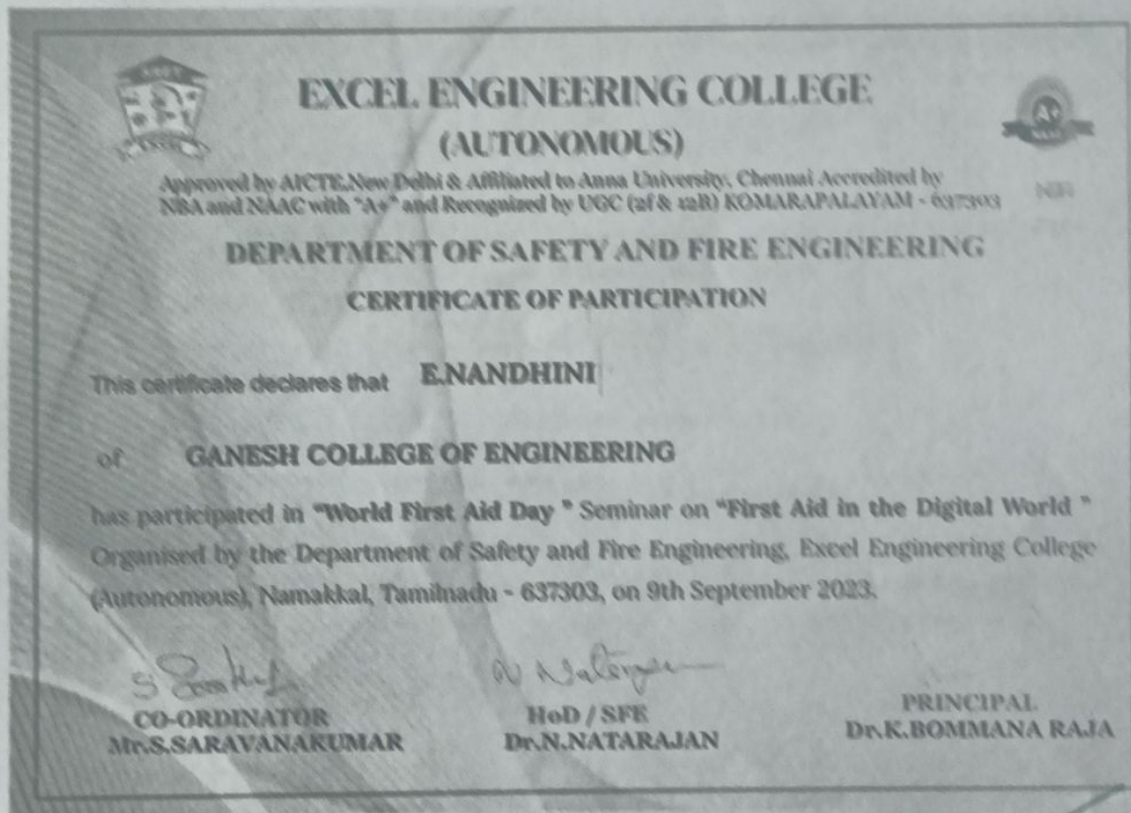 EXCEL
EXCEL ENGINEERING COLLEGE
(AUTONOMOUS)
Approved by AICTE,New Delhi & Affiliated to Anna University, Chennai Accredited by
NBA and NAAC with "A+" and Recognized by UGC (2f & 12B) KOMARAPALAYAM - 637303
A+
DEPARTMENT OF SAFETY AND FIRE ENGINEERING
CERTIFICATE OF PARTICIPATION
This certificate declares that E.NANDHINI
of GANESH COLLEGE OF ENGINEERING
has participated in "World First Aid Day " Seminar on "First Aid in the Digital World "
Organised by the Department of Safety and Fire Engineering, Excel Engineering College
(Autonomous), Namakkal, Tamilnadu - 637303, on 9th September 2023.
CO-ORDINATOR
Mr.S.SARAVANAKUMAR
HoD / SFE
Dr.N.NATARAJAN
PRINCIPAL
Dr.K.BOMMANA RAJA